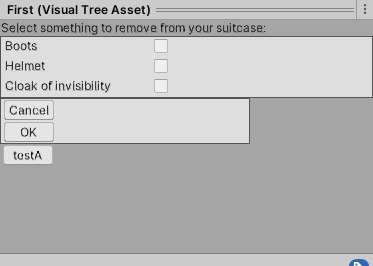 First (Visual Tree Asset)
Select something to remove from your suitcase:
Boots
Helmet
Cloak of invisibility
Cancel
OK
testA